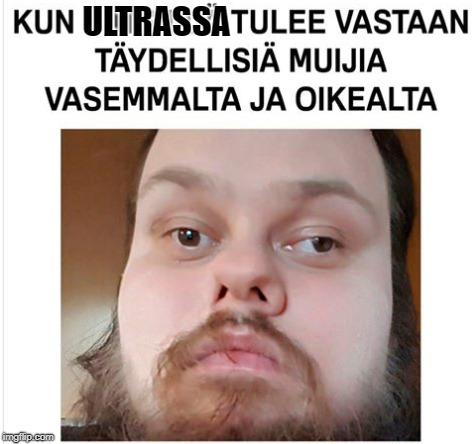 KUN ULTRASSA TULEE VASTAAN
TÄYDELLISIÄ MUIJIA
VASEMMALTA JA OIKEALTA
imgflip.com